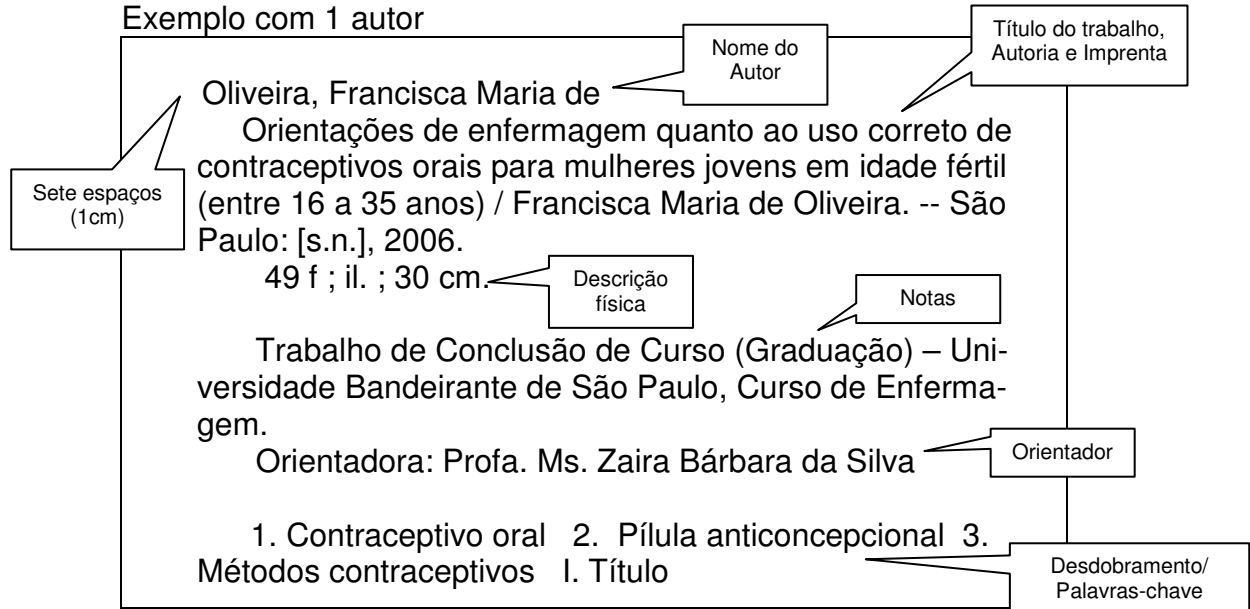 Exemplo com 1 autor
Nome do
Autor
Título do trabalho,
Autoria e Imprenta
Oliveira, Francisca Maria de
Orientações de enfermagem quanto ao uso correto de
contraceptivos orais para mulheres jovens em idade fértil
(entre 16 a 35 anos) / Francisca Maria de Oliveira. -- São
Paulo: [s.n.], 2006.
Sete espaços
(1cm)
49 f ; il. ; 30 cm.
Descrição
física
Notas
Trabalho de Conclusão de Curso (Graduação) – Uni-
versidade Bandeirante de São Paulo, Curso de Enferma-
gem.
Orientadora: Profa. Ms. Zaira Bárbara da Silva
Orientador
1. Contraceptivo oral 2. Pílula anticoncepcional 3.
Métodos contraceptivos I. Título
Desdobramento/
Palavras-chave